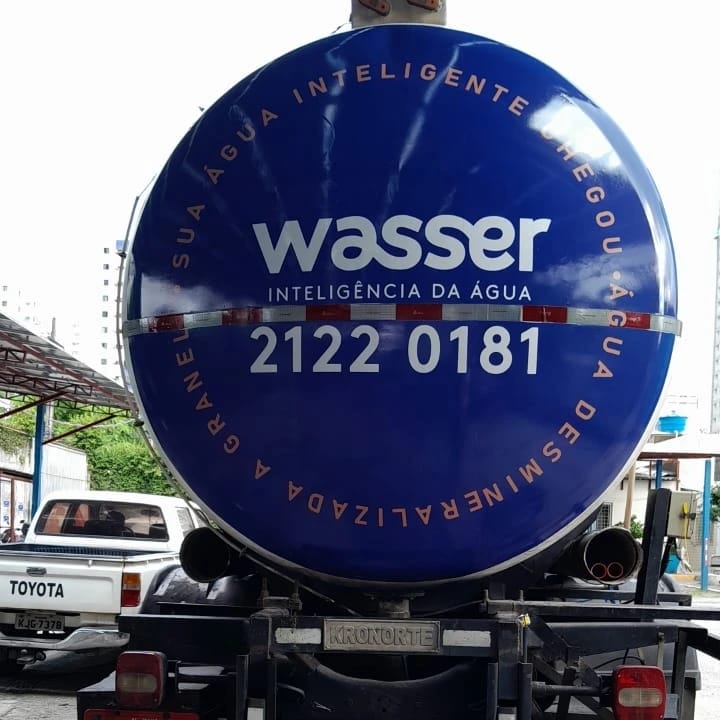 SUA ÁGUA INTELIGENTE CHEGOU • ÁGUA DESMINERALIZADA A GRANEL •
wasser
INTELIGÊNCIA DA ÁGUA
2122 0181
TOYOTA
KJG-7378
KRONORTE